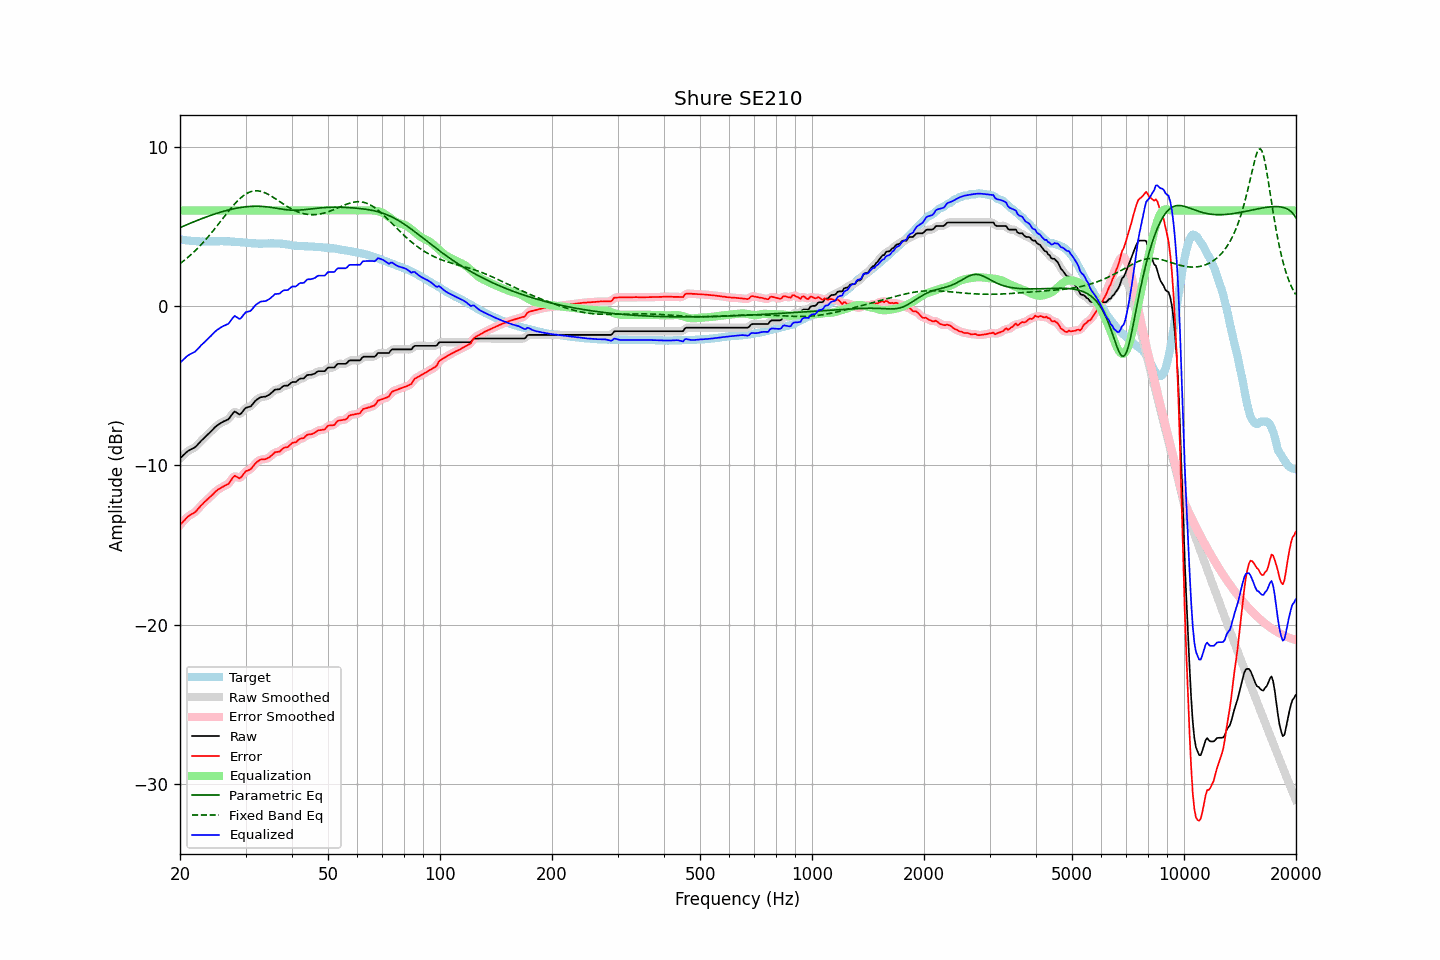 Shure SE210
Amplitude (dBr)
10
0
−10
−20
−30
Target
Raw Smoothed
Error Smoothed
Raw
Error
Equalization
Parametric Eq
Fixed Band Eq
Equalized
20
50
100
200
500
1000
2000
5000
10000
20000
Frequency (Hz)